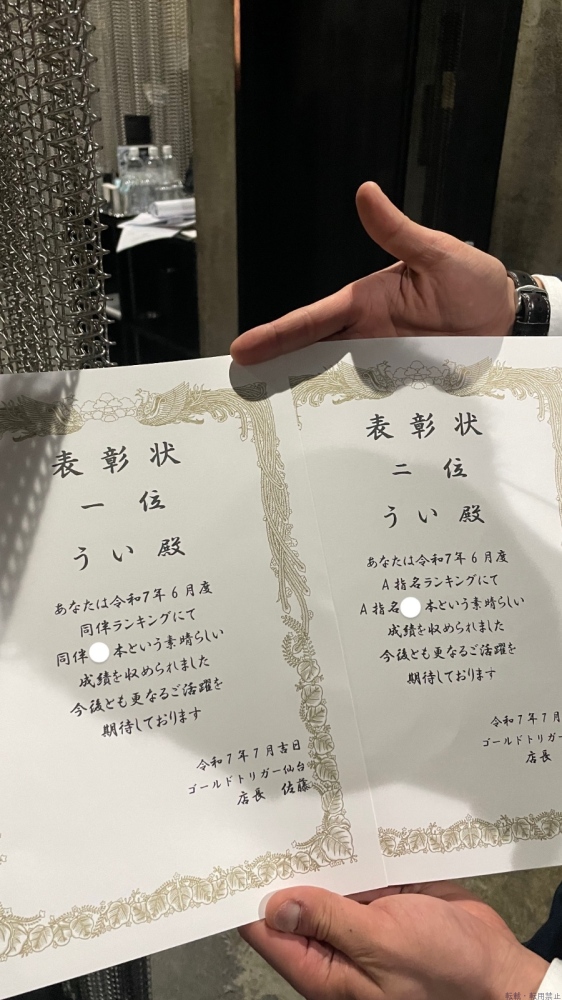 表彰状
一位
うい殿
あなたは令和7年6月度
同伴ランキングにて
同伴 本という素晴らしい
成績を収められました
今後とも更なるご活躍を
期待しております
令和7年7月吉日
ゴールドトリガー仙台
店長 佐藤
表彰状
二位
うい殿
あなたは令和7年6月度
A指名ランキングにて
A指名 本という素晴らしい
成績を収められました
今後とも更なるご活躍を
期待しております
令和7年7月
ゴールドトリガー
店長
転載・転用禁止